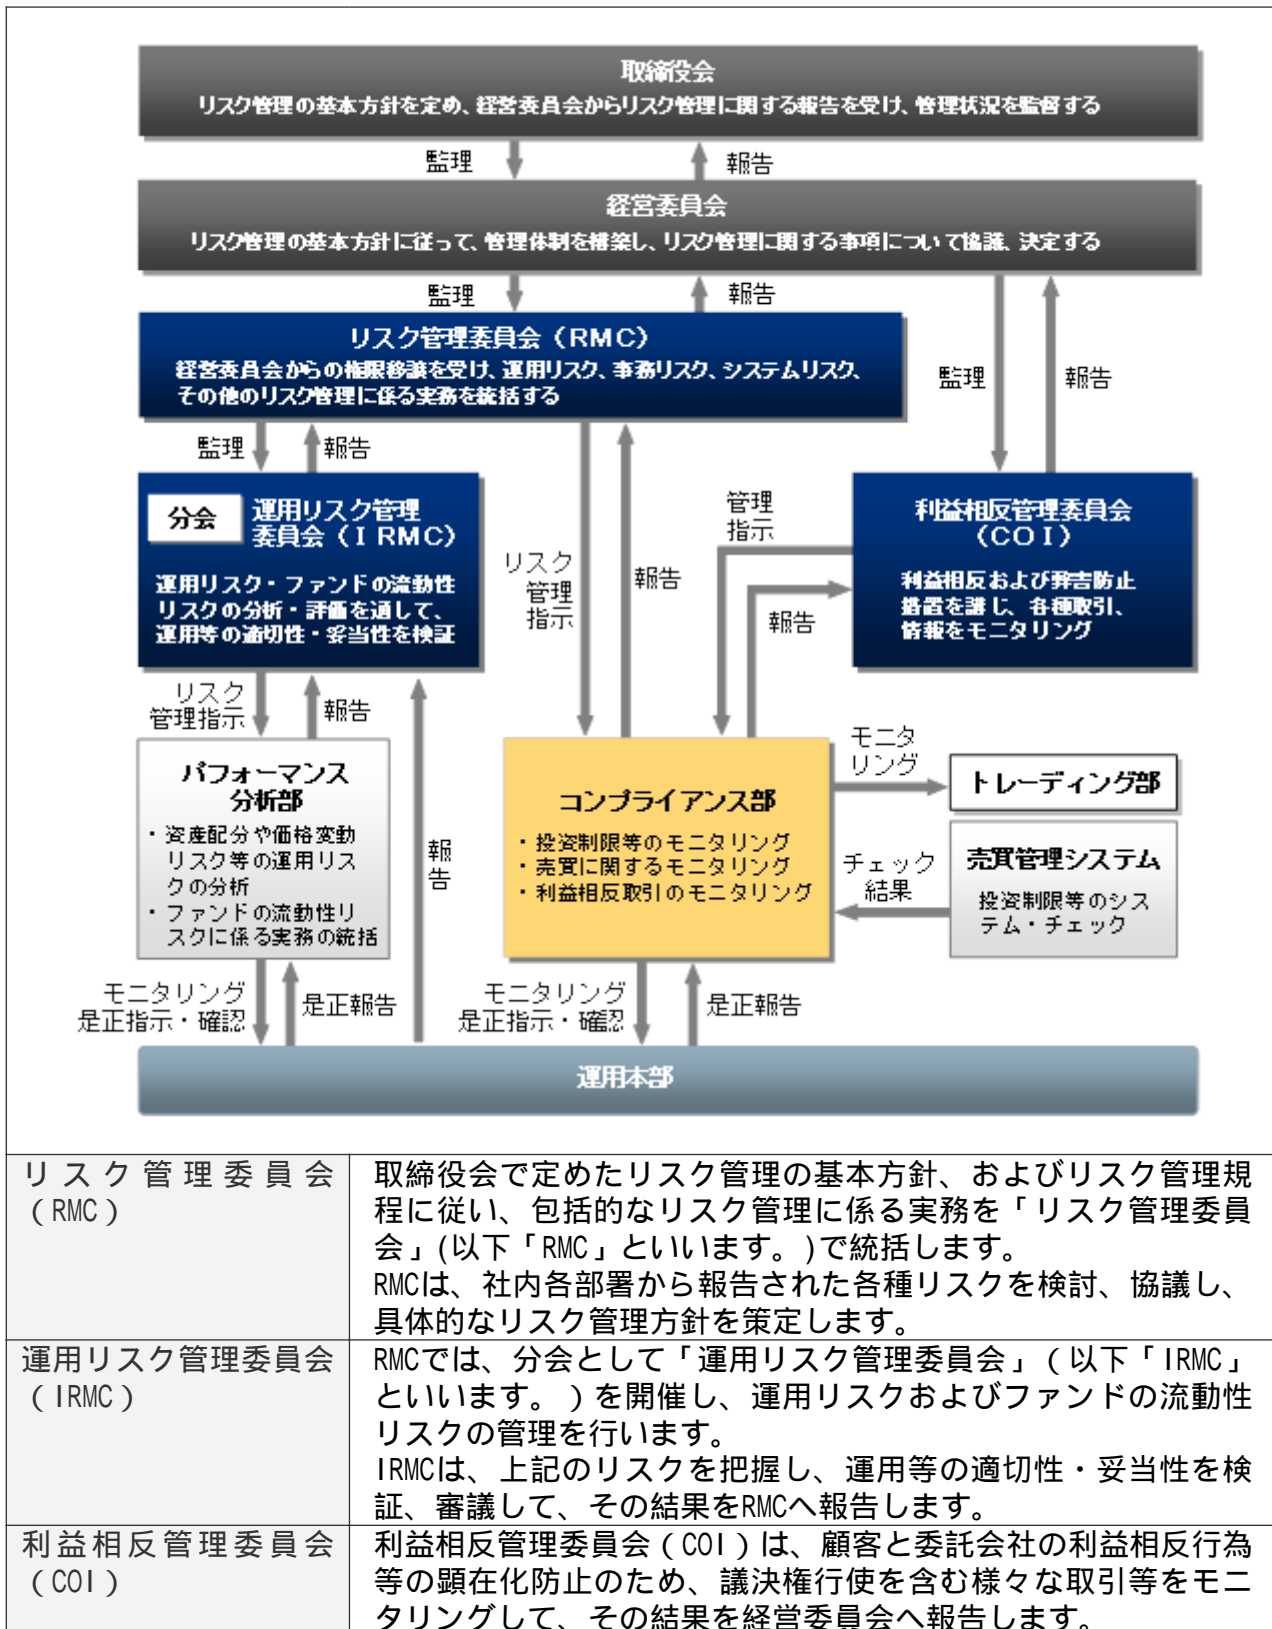 取締役会
リスク管理の基本方針を定め、経営委員会からリスク管理に関する報告を受け、管理状況を監督する
監理
報告
経営委員会
リスク管理の基本方針に従って、管理体制を構築し、リスク管理に関する事項について協議、決定する
監理
報告
リスク管理委員会（RMC）
経営委員会からの権限移譲を受け、運用リスク、事務リスク、システムリスク、
その他のリスク管理に係る実務を統括する
監理
報告
監理
報告
分会
運用リスク管理
委員会（IRMC）
運用リスク・ファンドの流動性
リスクの分析・評価を通して、
運用等の適切性・妥当性を検証
リスク
管理
指示
報告
管理
指示
報告
利益相反管理委員会
（COI）
利益相反および弊害防止
措置を講じ、各種取引、
情報をモニタリング
リスク
管理指示
報告
パフォーマンス
分析部
・資産配分や価格変動
リスク等の運用リス
クの分析
・ファンドの流動性リ
スクに係る実務の統括
報
告
コンプライアンス部
・投資制限等のモニタリング
・売買に関するモニタリング
・利益相反取引のモニタリング
モニタ
リング
トレーディング部
チェック
結果
売買管理システム
投資制限等のシス
テム・チェック
モニタリング
是正指示・確認
是正報告
モニタリング
是正指示・確認
是正報告
運用本部
リスク管理委員会
（RMC）
取締役会で定めたリスク管理の基本方針、およびリスク管理規
程に従い、包括的なリスク管理に係る実務を「リスク管理委員
会」(以下「RMC」といいます。)で統括します。
RMCは、社内各部署から報告された各種リスクを検討、協議し、
具体的なリスク管理方針を策定します。
運用リスク管理委員会
（IRMC）
RMCでは、分会として「運用リスク管理委員会」（以下「IRMC」
といいます。）を開催し、運用リスクおよびファンドの流動性
リスクの管理を行います。
IRMCは、上記のリスクを把握し、運用等の適切性・妥当性を検
証、審議して、その結果をRMCへ報告します。
利益相反管理委員会
（COI）
利益相反管理委員会（COI）は、顧客と委託会社の利益相反行為
等の顕在化防止のため、議決権行使を含む様々な取引等をモニ
タリングして、その結果を経営委員会へ報告します。